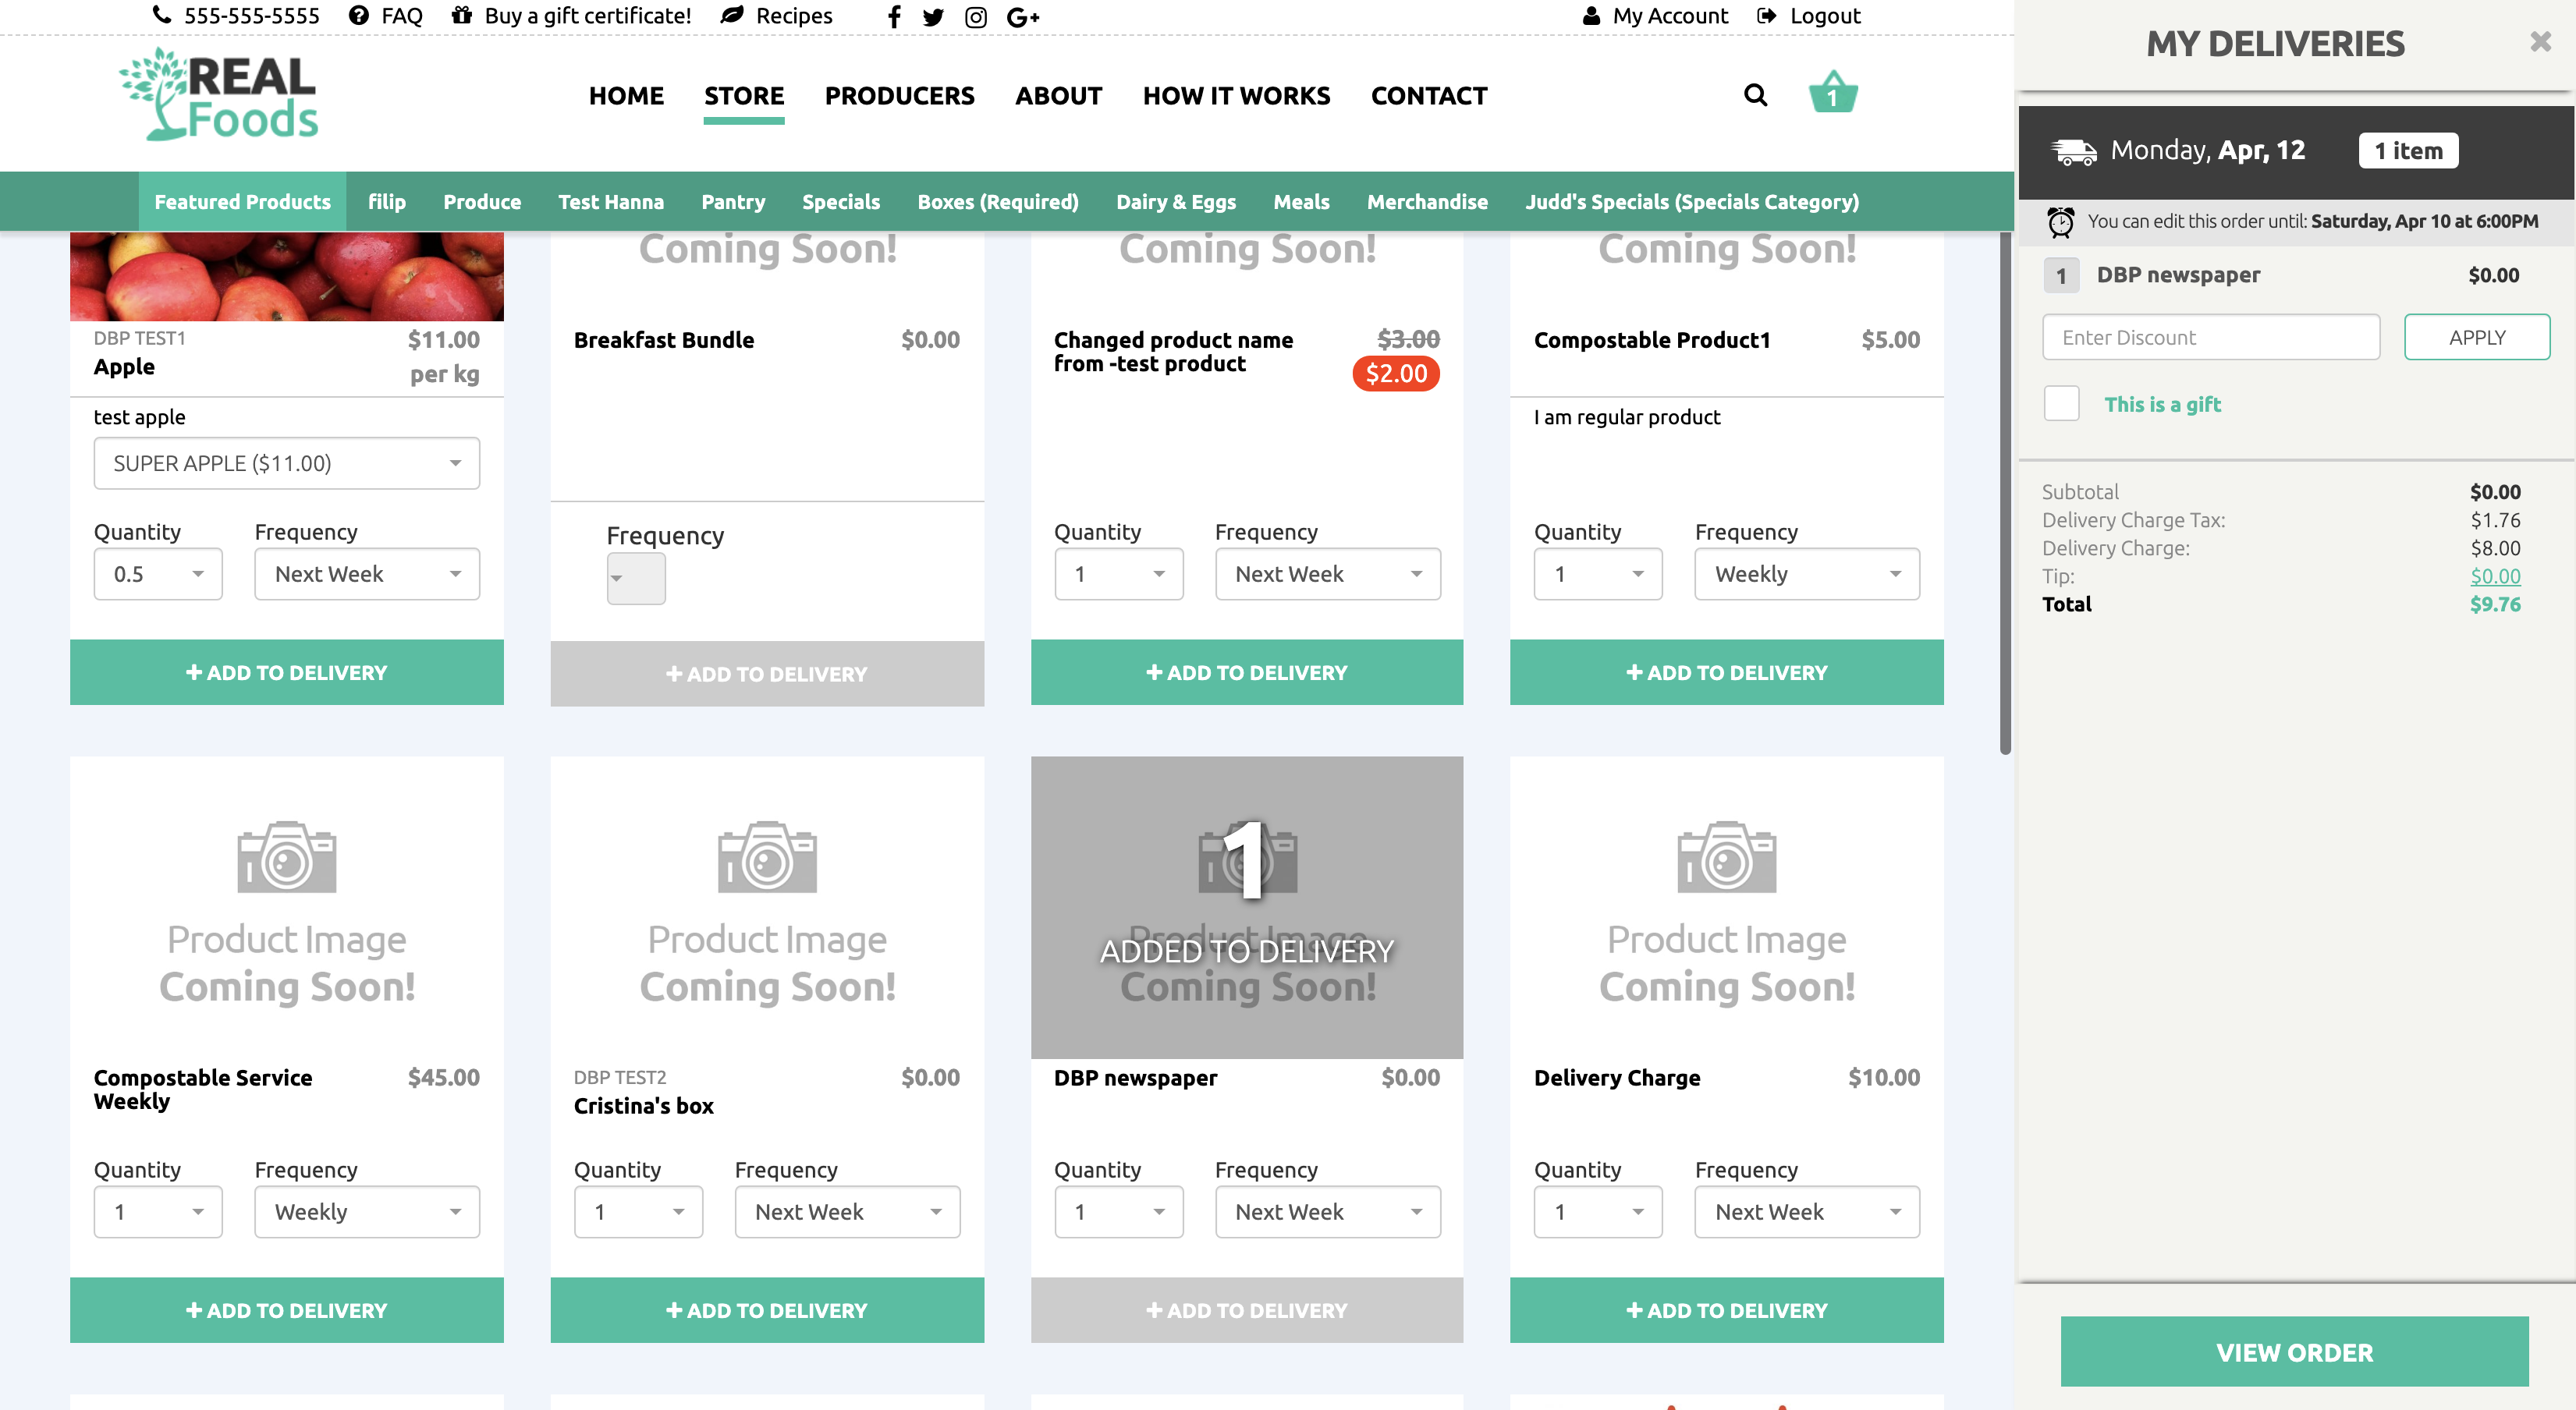 555-555-5555 FAQ Buy a gift certificate! Recipes My Account Logout
REAL
Foods
HOME STORE PRODUCERS ABOUT HOW IT WORKS CONTACT 1
Featured Products filip Produce Test Hanna Pantry Specials Boxes (Required) Dairy & Eggs Meals Merchandise Judd's Specials (Specials Category)
DBP TEST1 $11.00
Apple per kg
test apple
SUPER APPLE ($11.00)
Quantity Frequency
0.5 Next Week
+ ADD TO DELIVERY
Coming Soon!
Breakfast Bundle $0.00
Frequency
+ ADD TO DELIVERY
Coming Soon!
Changed product name $3.00
from -test product $2.00
Quantity Frequency
1 Next Week
+ ADD TO DELIVERY
Coming Soon!
Compostable Product1 $5.00
I am regular product
Quantity Frequency
1 Weekly
+ ADD TO DELIVERY
Product Image
Coming Soon!
Compostable Service $45.00
Weekly
Quantity Frequency
1 Weekly
+ ADD TO DELIVERY
Product Image
Coming Soon!
DBP TEST2 $0.00
Cristina's box
Quantity Frequency
1 Next Week
+ ADD TO DELIVERY
1
Product Image
ADDED TO DELIVERY
Coming Soon!
DBP newspaper $0.00
Quantity Frequency
1 Next Week
+ ADD TO DELIVERY
Product Image
Coming Soon!
Delivery Charge $10.00
Quantity Frequency
1 Next Week
+ ADD TO DELIVERY
MY DELIVERIES
Monday, Apr, 12 1 item
You can edit this order until: Saturday, Apr 10 at 6:00PM
1 DBP newspaper $0.00
Enter Discount APPLY
This is a gift
Subtotal $0.00
Delivery Charge Tax: $1.76
Delivery Charge: $8.00
Tip: $0.00
Total $9.76
VIEW ORDER